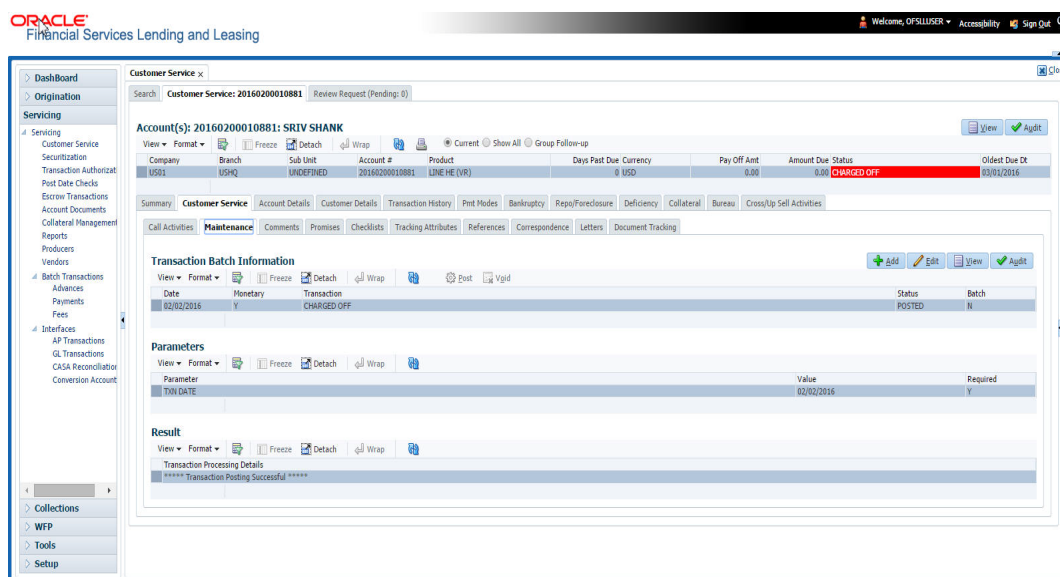 ORACLE®
Financial Services Lending and Leasing
Welcome, OFSLLUSER Accessibility Sign Out
DashBoard
Origination
Servicing
Servicing
Customer Service
Securitization
Transaction Authorizat
Post Date Checks
Escrow Transactions
Account Documents
Collateral Management
Reports
Producers
Vendors
Batch Transactions
Advances
Payments
Fees
Interfaces
AP Transactions
GL Transactions
CASA Reconciliation
Conversion Account
Collections
WFP
Tools
Setup
Customer Service x
Clo
Search Customer Service: 20160200010881 Review Request (Pending: 0)
Account(s): 20160200010881: SRIV SHANK
View Audit
View Format Freeze Detach Wrap Current Show All Group Follow-up
Company Branch Sub Unit Account # Product Days Past Due Currency Pay Off Amt Amount Due Status Oldest Due Dt
US01 USHQ UNDEFINED 20160200010881 LINE HE (VR) 0 USD 0.00 0.00 CHARGED OFF 03/01/2016
Summary Customer Service Account Details Customer Details Transaction History Pmt Modes Bankruptcy Repo/Foreclosure Deficiency Collateral Bureau Cross/Up Sell Activities
Call Activities Maintenance Comments Promises Checklists Tracking Attributes References Correspondence Letters Document Tracking
Transaction Batch Information
Add Edit View Audit
View Format Freeze Detach Wrap Post Void
Date Monetary Transaction Status Batch
02/02/2016 Y CHARGED OFF POSTED N
Parameters
View Format Freeze Detach Wrap
Parameter Value Required
TXN DATE 02/02/2016 Y
Result
View Format Freeze Detach Wrap
Transaction Processing Details
***** Transaction Posting Successful *****